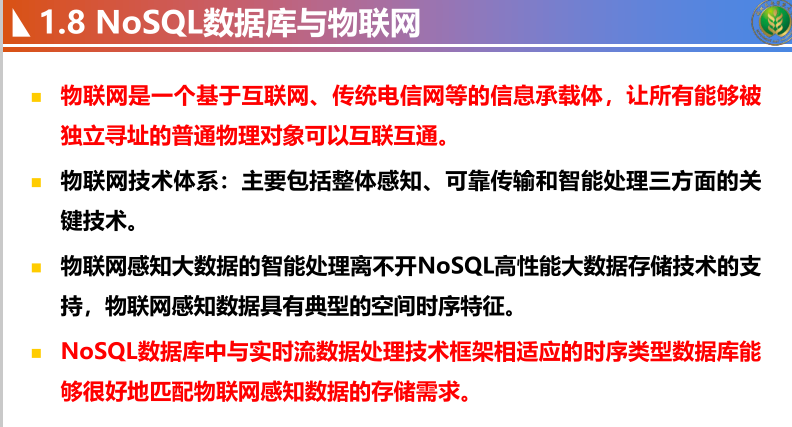 1.8 NoSQL数据库与物联网
物联网是一个基于互联网、传统电信网等的信息承载体，让所有能够被
独立寻址的普通物理对象可以互联互通。
物联网技术体系：主要包括整体感知、可靠传输和智能处理三方面的关
键技术。
物联网感知大数据的智能处理离不开NoSQL高性能大数据存储技术的支
持，物联网感知数据具有典型的空间时序特征。
NoSQL数据库中与实时流数据处理技术框架相适应的时序类型数据库能
够很好地匹配物联网感知数据的存储需求。